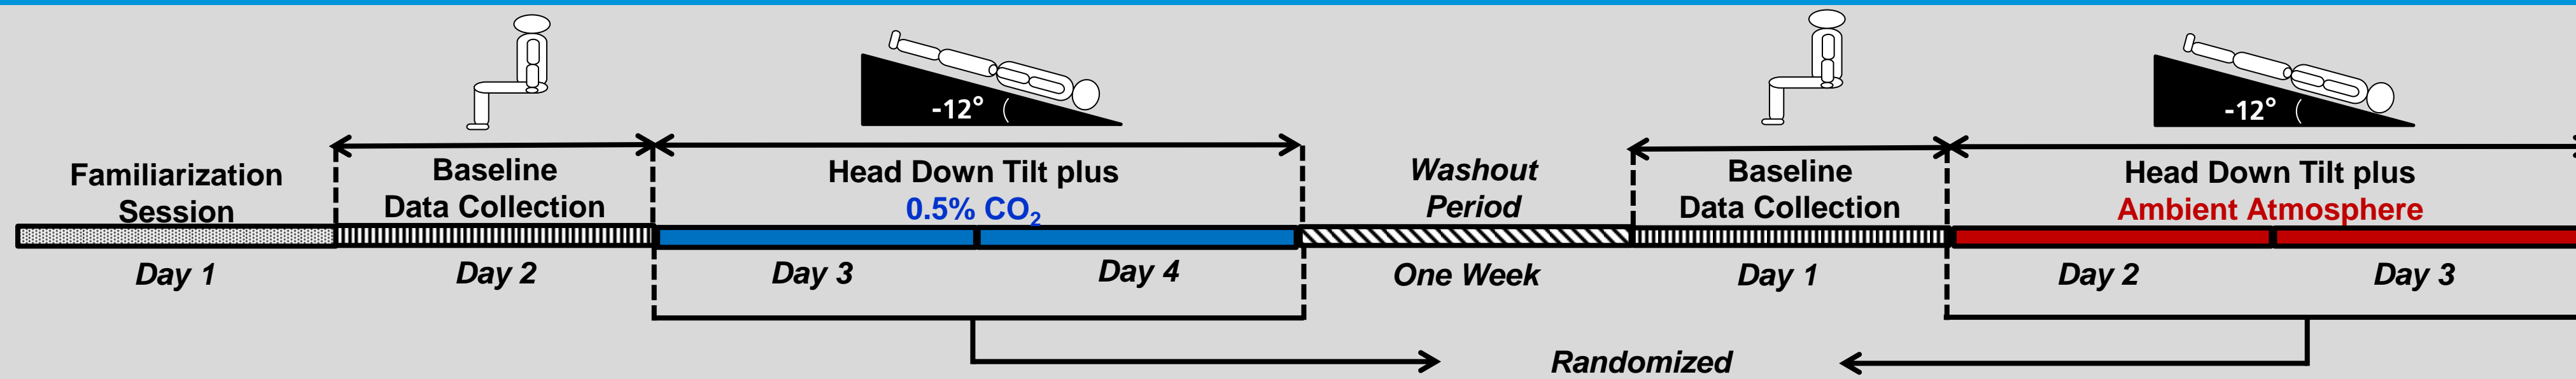 -12°
-12°
Familiarization
Session
Baseline
Data Collection
Head Down Tilt plus
0.5% CO₂
Washout
Period
Baseline
Data Collection
Head Down Tilt plus
Ambient Atmosphere
Day 1
Day 2
Day 3
Day 4
One Week
Day 1
Day 2
Day 3
Randomized